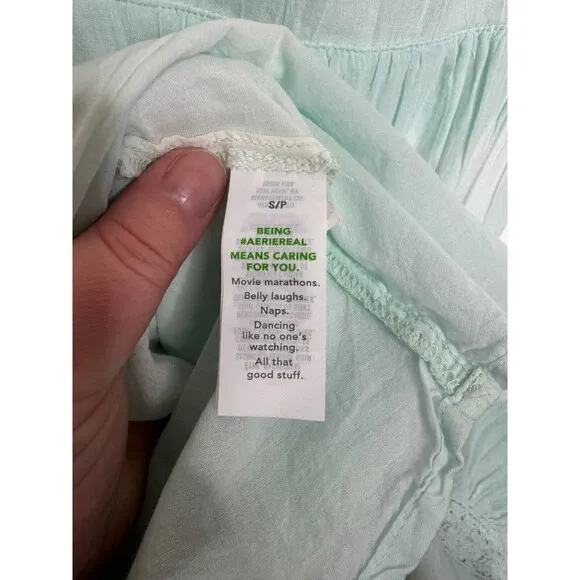 S/P
BEING
#AERIEREAL
MEANS CARING
FOR YOU.
Movie marathons.
Belly laughs.
Naps.
Dancing
like no one's
watching.
All that
good stuff.